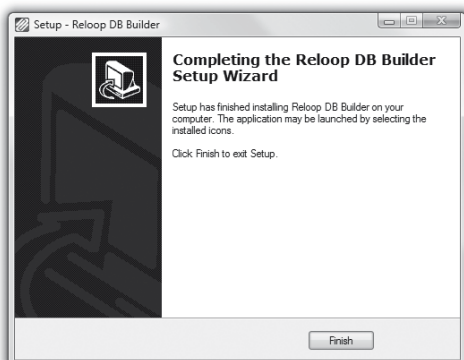 Setup - Reloop DB Builder
Completing the Reloop DB Builder
Setup Wizard
Setup has finished installing Reloop DB Builder on your
computer. The application may be launched by selecting the
installed icons.
Click Finish to exit Setup.
Finish